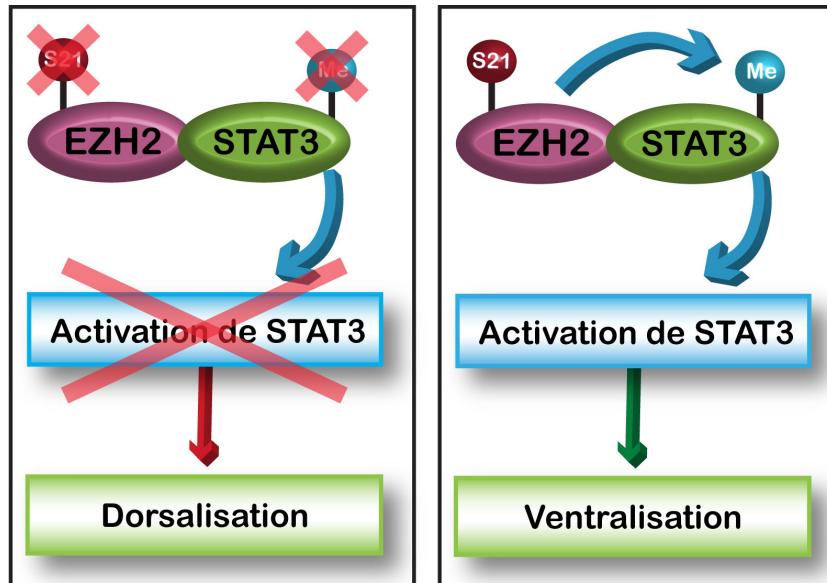 S21
Me
EZH2 STAT3
Activation de STAT3
Dorsalisation
S21
Me
EZH2 STAT3
Activation de STAT3
Ventralisation